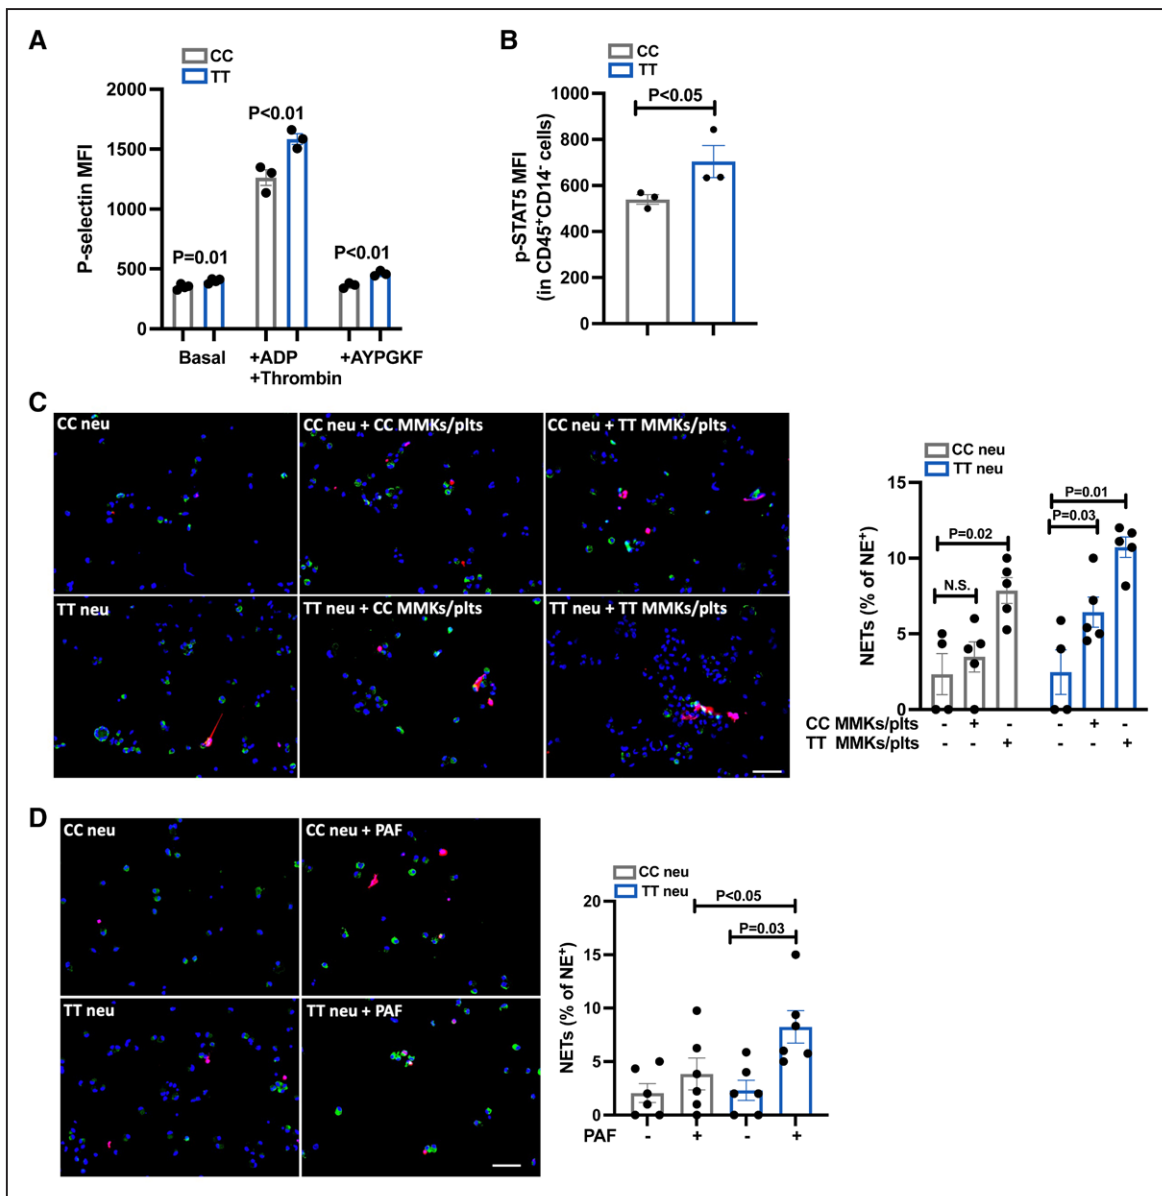 A
CC
TT
P-selectin MFI
2000
1500
1000
500
0
P=0.01
P<0.01
P<0.01
Basal
+ADP
+Thrombin
+AYPGKF
B
CC
TT
p-STAT5 MFI
(in CD45⁺CD14⁻ cells)
1000
800
600
400
200
0
P<0.05
C
CC neu
CC neu + CC MMKs/plts
CC neu + TT MMKs/plts
TT neu
TT neu + CC MMKs/plts
TT neu + TT MMKs/plts
CC neu
TT neu
NETs (% of NE⁺)
15
10
5
0
N.S.
P=0.02
P=0.03
P=0.01
CC MMKs/plts - + - - + -
TT MMKs/plts - - + - - +
D
CC neu
CC neu + PAF
TT neu
TT neu + PAF
CC neu
TT neu
NETs (% of NE⁺)
20
15
10
5
0
P<0.05
P=0.03
PAF - + - +